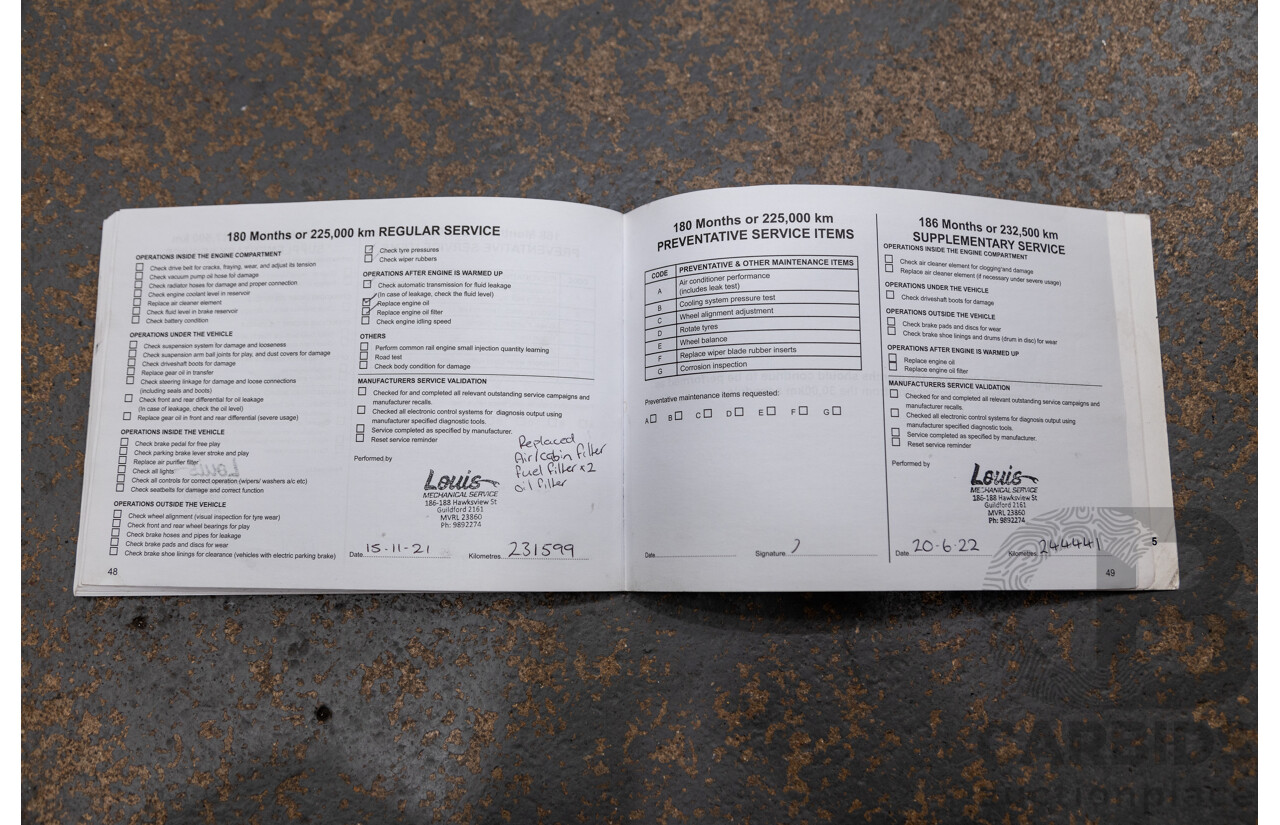 180 Months or 225,000 km REGULAR SERVICE
OPERATIONS INSIDE THE ENGINE COMPARTMENT
Check drive belt for cracks, fraying, wear, and adjust its tension
Check vacuum pump oil hose for damage
Check radiator hoses for damage and proper connection
Check engine coolant level in reservoir
Replace air cleaner element
Check fluid level in brake reservoir
Check battery condition
OPERATIONS UNDER THE VEHICLE
Check suspension system for damage and looseness
Check suspension arm ball joints for play, and dust covers for damage
Check driveshaft boots for damage
Replace gear oil in transfer
Check steering linkage for damage and loose connections
(including seats and boots)
Check front and rear differential for oil leakage
(In case of leakage, check the oil level)
Replace gear oil in front and rear differential (severe usage)
OPERATIONS INSIDE THE VEHICLE
Check brake pedal for free play
Check parking brake lever stroke and play
Replace air purifier filter
Check all lights
Check all controls for correct operation (wipers/ washers a/c etc)
Check seatbelts for damage and correct function
OPERATIONS OUTSIDE THE VEHICLE
Check wheel alignment (visual inspection for tyre wear)
Check front and rear wheel bearings for play
Check brake hoses and pipes for leakage
Check brake pads and discs for wear
Check brake shoe linings for clearance (vehicles with electric parking brake)
48
Check tyre pressures
Check wiper rubbers
OPERATIONS AFTER ENGINE IS WARMED UP
Check automatic transmission for fluid leakage
(In case of leakage, check the fluid level)
Replace engine oil
Replace engine oil filter
Check engine idling speed
OTHERS
Perform common rail engine small injection quantity learning
Road test
Check body condition for damage
MANUFACTURERS SERVICE VALIDATION
Checked for and completed all relevant outstanding service campaigns and
manufacturer recalls.
Checked all electronic control systems for diagnosis output using
manufacturer specified diagnostic tools.
Service completed as specified by manufacturer.
Reset service reminder
Performed by
Replaced
Air/cabin filter
fuel filter x2
oil filter
Louis
MECHANICAL SERVICE
186-188 Hawksview St
Guildford 2161
MVRL 23860
Ph: 9892274
Date 15-11-21 Kilometres 231599
180 Months or 225,000 km
PREVENTATIVE SERVICE ITEMS
CODE PREVENTATIVE & OTHER MAINTENANCE ITEMS
A Air conditioner performance
(includes leak test)
B Cooling system pressure test
C Wheel alignment adjustment
D Rotate tyres
E Wheel balance
F Replace wiper blade rubber inserts
G Corrosion inspection
Preventative maintenance items requested:
A B C D E F G
Date Signature
186 Months or 232,500 km
SUPPLEMENTARY SERVICE
OPERATIONS INSIDE THE ENGINE COMPARTMENT
Check air cleaner element for clogging and damage
Replace air cleaner element (if necessary under severe usage)
OPERATIONS UNDER THE VEHICLE
Check driveshaft boots for damage
OPERATIONS OUTSIDE THE VEHICLE
Check brake pads and discs for wear
Check brake shoe linings and drums (drum in disc) for wear
OPERATIONS AFTER ENGINE IS WARMED UP
Replace engine oil
Replace engine oil filter
MANUFACTURERS SERVICE VALIDATION
Checked for and completed all relevant outstanding service campaigns and
manufacturer recalls.
Checked all electronic control systems for diagnosis output using
manufacturer specified diagnostic tools.
Service completed as specified by manufacturer.
Reset service reminder
Performed by
Louis
MECHANICAL SERVICE
186-188 Hawksview St
Guildford 2161
MVRL 23860
Ph: 9892274
Date 20-6-22 Kilometres 244441
5
49
CARBID
auctionplace